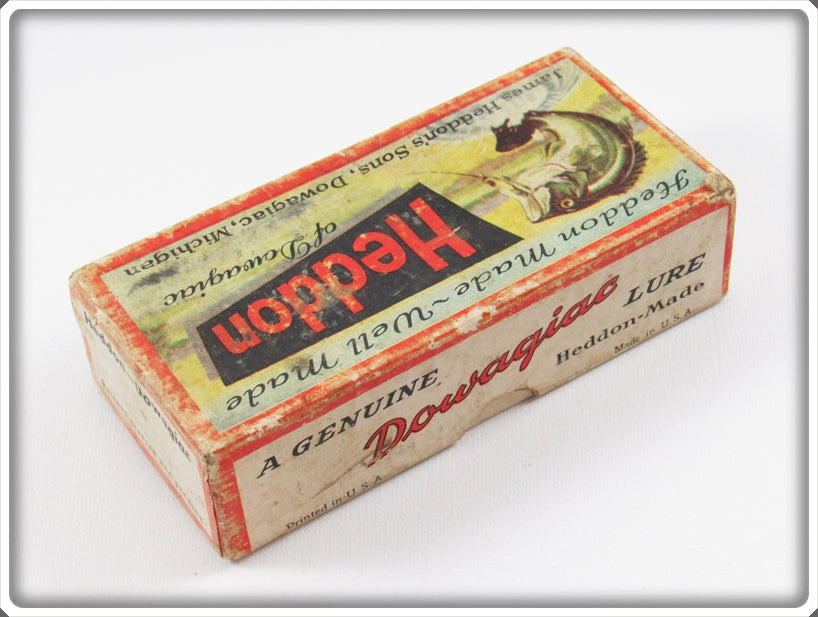 Heddon Made ~ Well Made
Heddon
of Dowagiac
James Heddon's Sons, Dowagiac, Michigan
A GENUINE
Dowagiac
LURE
Heddon-Made
Made in U.S.A.
Printed in U.S.A
Heddon-Dowagiac